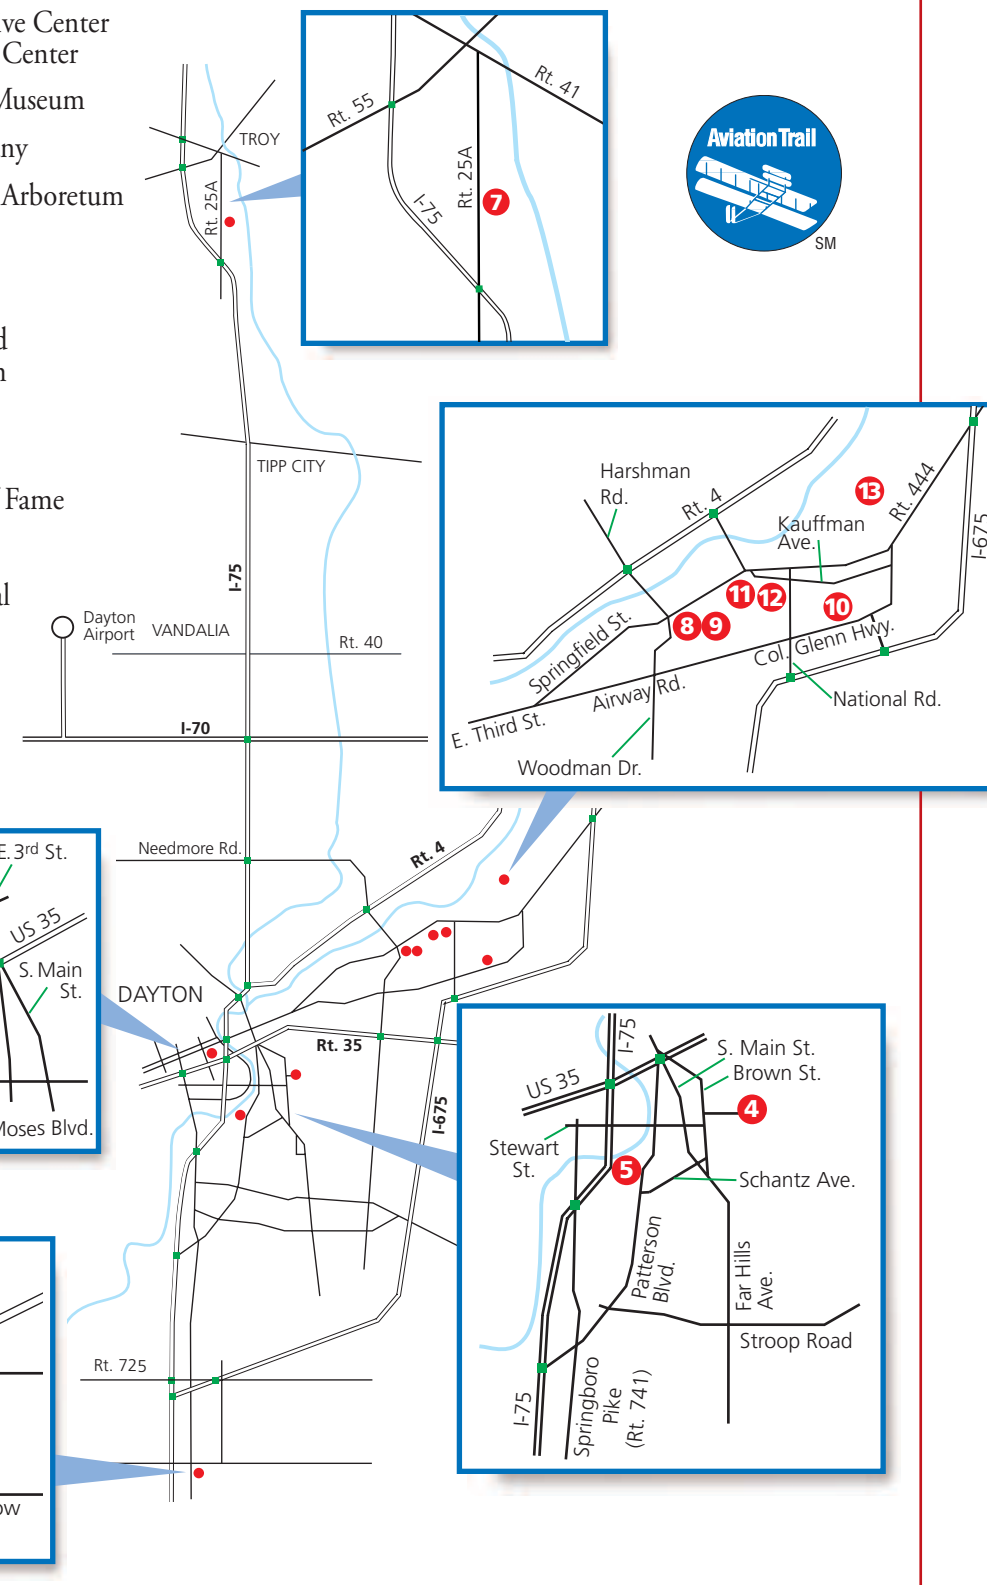 ve Center
Center
Museum
ny
Arboretum
d
n
Fame
al
TROY
Rt. 25A
Rt. 55
Rt. 41
Rt. 25A
I-75
7
Aviation Trail
SM
TIPP CITY
I-75
Dayton
Airport
VANDALIA
Rt. 40
I-70
Harshman
Rd.
Rt. 4
13
Rt. 444
Kauffman
Ave.
I-675
11
12
10
8
9
Springfield St.
Col. Glenn Hwy.
Airway Rd.
National Rd.
E. Third St.
Woodman Dr.
Needmore Rd.
Rt. 4
E. 3rd St.
US 35
S. Main
St.
Moses Blvd.
DAYTON
Rt. 35
I-675
I-75
US 35
S. Main St.
Brown St.
4
Stewart
St.
5
Schantz Ave.
Patterson
Blvd.
Far Hills
Ave.
Stroop Road
I-75
Springboro
Pike
(Rt. 741)
Rt. 725
ow